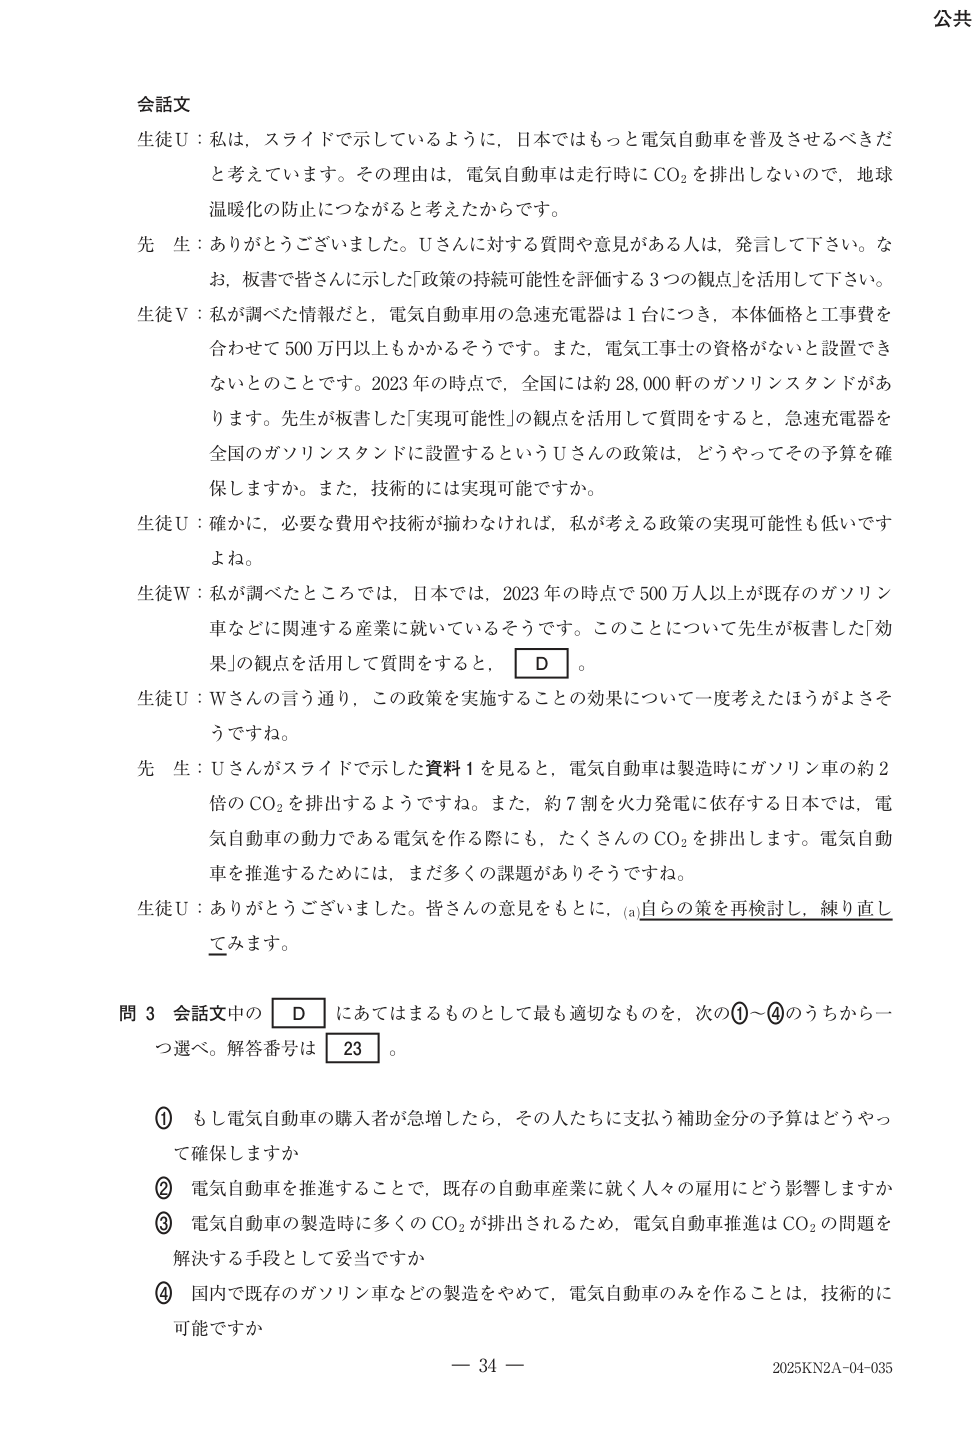 公共
会話文
生徒U：私は，スライドで示しているように，日本ではもっと電気自動車を普及させるべきだ
と考えています。その理由は，電気自動車は走行時に CO₂ を排出しないので，地球
温暖化の防止につながると考えたからです。
先　生：ありがとうございました。Uさんに対する質問や意見がある人は，発言して下さい。な
お，板書で皆さんに示した「政策の持続可能性を評価する 3 つの観点」を活用して下さい。
生徒V：私が調べた情報だと，電気自動車用の急速充電器は 1 台につき，本体価格と工事費を
合わせて 500 万円以上もかかるそうです。また，電気工事士の資格がないと設置でき
ないとのことです。2023 年の時点で，全国には約 28,000 軒のガソリンスタンドがあ
ります。先生が板書した「実現可能性」の観点を活用して質問をすると，急速充電器を
全国のガソリンスタンドに設置するというUさんの政策は，どうやってその予算を確
保しますか。また，技術的には実現可能ですか。
生徒U：確かに，必要な費用や技術が揃わなければ，私が考える政策の実現可能性も低いです
よね。
生徒W：私が調べたところでは，日本では，2023 年の時点で 500 万人以上が既存のガソリン
車などに関連する産業に就いているそうです。このことについて先生が板書した「効
果」の観点を活用して質問をすると， D 。
生徒U：Wさんの言う通り，この政策を実施することの効果について一度考えたほうがよさそ
うですね。
先　生：Uさんがスライドで示した資料 1 を見ると，電気自動車は製造時にガソリン車の約 2
倍の CO₂ を排出するようですね。また，約 7 割を火力発電に依存する日本では，電
気自動車の動力である電気を作る際にも，たくさんの CO₂ を排出します。電気自動
車を推進するためには，まだ多くの課題がありそうですね。
生徒U：ありがとうございました。皆さんの意見をもとに，(a)自らの策を再検討し，練り直し
てみます。
問 3　会話文中の D にあてはまるものとして最も適切なものを，次の①～④のうちから一
つ選べ。解答番号は 23 。
①　もし電気自動車の購入者が急増したら，その人たちに支払う補助金分の予算はどうやっ
て確保しますか
②　電気自動車を推進することで，既存の自動車産業に就く人々の雇用にどう影響しますか
③　電気自動車の製造時に多くの CO₂ が排出されるため，電気自動車推進は CO₂ の問題を
解決する手段として妥当ですか
④　国内で既存のガソリン車などの製造をやめて，電気自動車のみを作ることは，技術的に
可能ですか
― 34 ―
2025KN2A-04-035